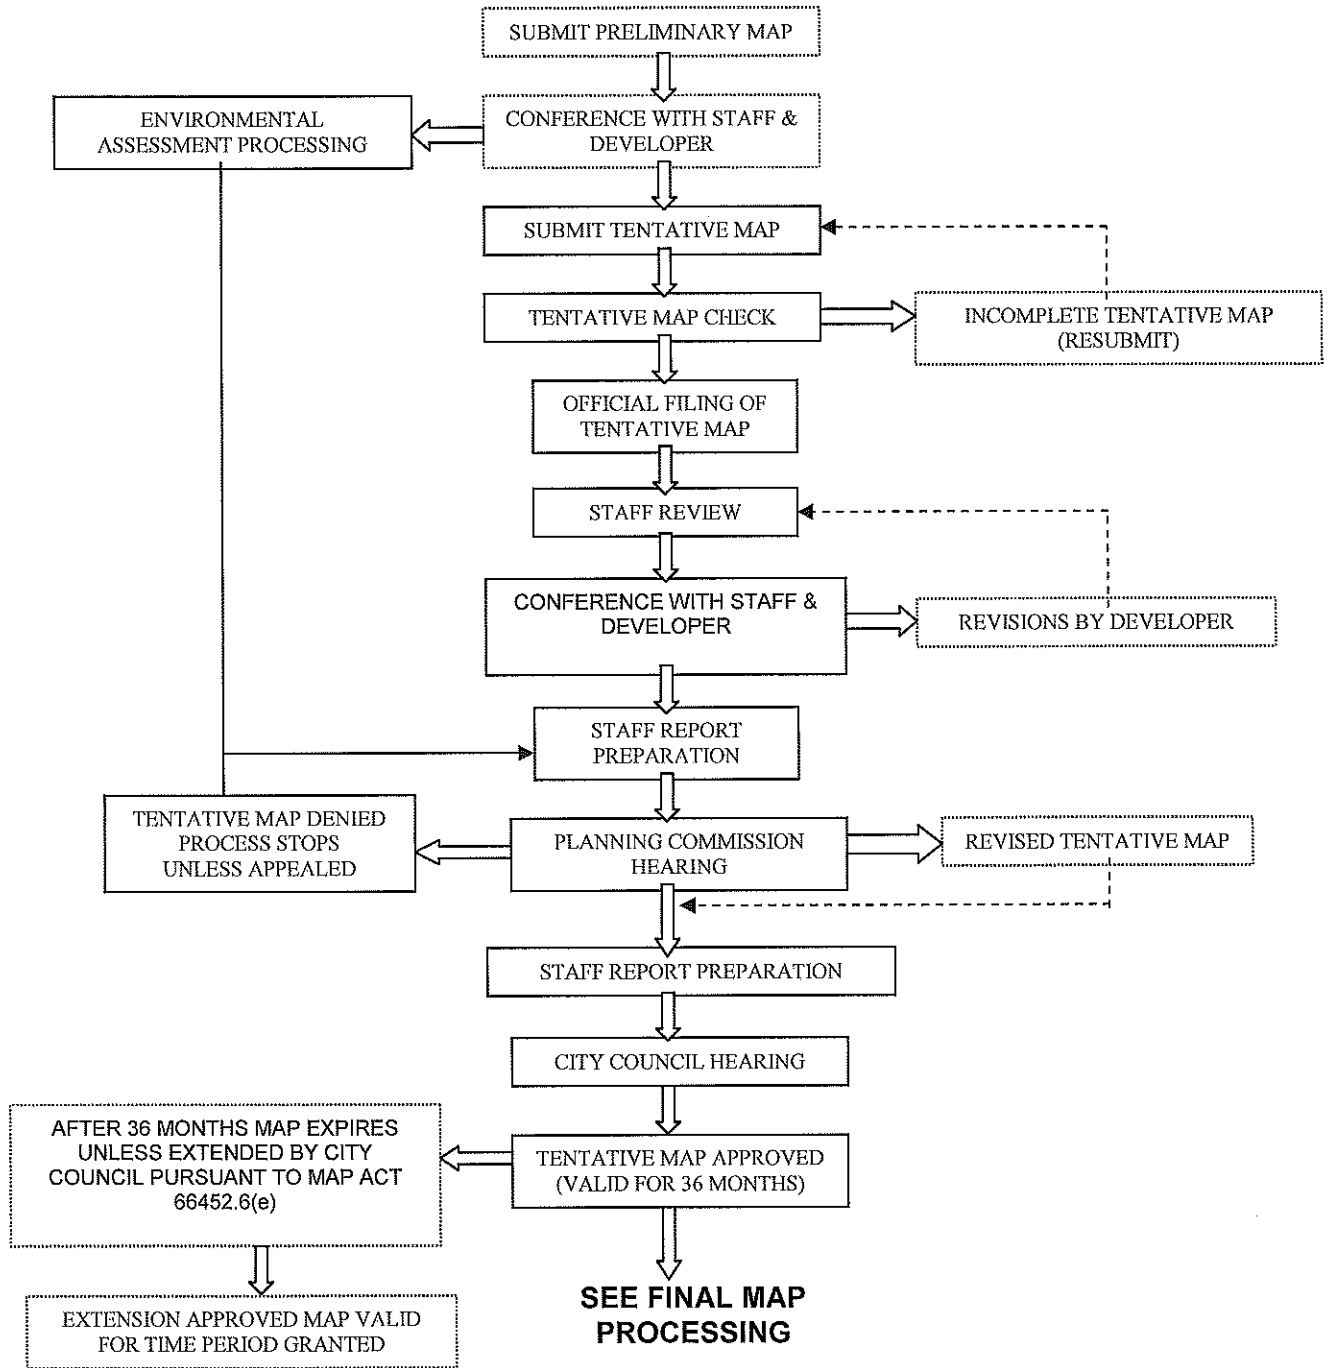 SUBMIT PRELIMINARY MAP
ENVIRONMENTAL
ASSESSMENT PROCESSING
CONFERENCE WITH STAFF &
DEVELOPER
SUBMIT TENTATIVE MAP
TENTATIVE MAP CHECK
INCOMPLETE TENTATIVE MAP
(RESUBMIT)
OFFICIAL FILING OF
TENTATIVE MAP
STAFF REVIEW
CONFERENCE WITH STAFF &
DEVELOPER
REVISIONS BY DEVELOPER
STAFF REPORT
PREPARATION
TENTATIVE MAP DENIED
PROCESS STOPS
UNLESS APPEALED
PLANNING COMMISSION
HEARING
REVISED TENTATIVE MAP
STAFF REPORT PREPARATION
CITY COUNCIL HEARING
AFTER 36 MONTHS MAP EXPIRES
UNLESS EXTENDED BY CITY
COUNCIL PURSUANT TO MAP ACT
66452.6(e)
TENTATIVE MAP APPROVED
(VALID FOR 36 MONTHS)
EXTENSION APPROVED MAP VALID
FOR TIME PERIOD GRANTED
SEE FINAL MAP
PROCESSING